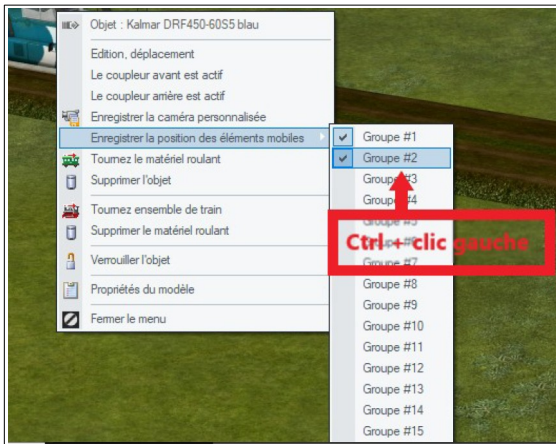 Objet : Kalmar DRF450-60S5 blau
Edition, déplacement
Le coupleur avant est actif
Le coupleur arrière est actif
Enregistrer la caméra personnalisée
Enregistrer la position des éléments mobiles
Tournez le matériel roulant
Supprimer l'objet
Tournez ensemble de train
Supprimer le matériel roulant
Verrouiller l'objet
Propriétés du modèle
Fermer le menu
Groupe #1
Groupe #2
Groupe #3
Groupe #4
Groupe #5
Ctrl + clic gauche
Groupe #7
Groupe #8
Groupe #9
Groupe #10
Groupe #11
Groupe #12
Groupe #13
Groupe #14
Groupe #15